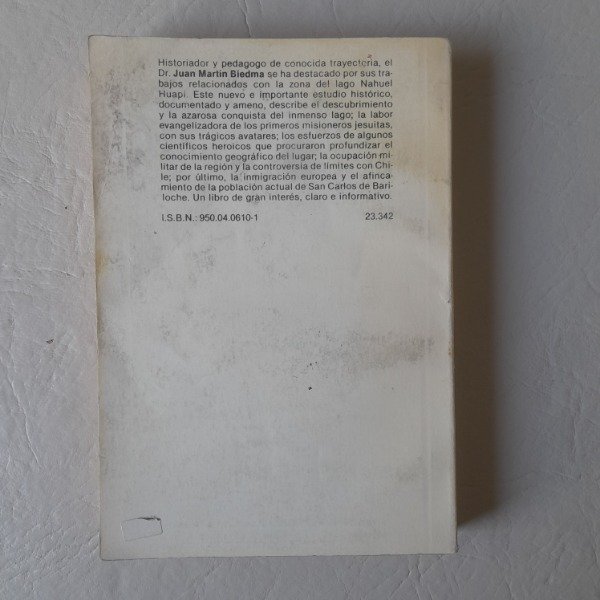 Historiador y pedagogo de conocida trayectoria, el
Dr. Juan Martín Biedma se ha destacado por sus tra-
bajos relacionados con la zona del lago Nahuel
Huapi. Este nuevo e importante estudio histórico,
documentado y ameno, describe el descubrimiento
y la azarosa conquista del inmenso lago; la labor
evangelizadora de los primeros misioneros jesuitas,
con sus trágicos avatares; los esfuerzos de algunos
científicos heroicos que procuraron profundizar el
conocimiento geográfico del lugar; la ocupación mi-
litar de la región y la controversia de límites con Chi-
le; por último, la inmigración europea y el afinca-
miento de la población actual de San Carlos de Bari-
loche. Un libro de gran interés, claro e informativo.
I.S.B.N.: 950.04.0610-1 23.342